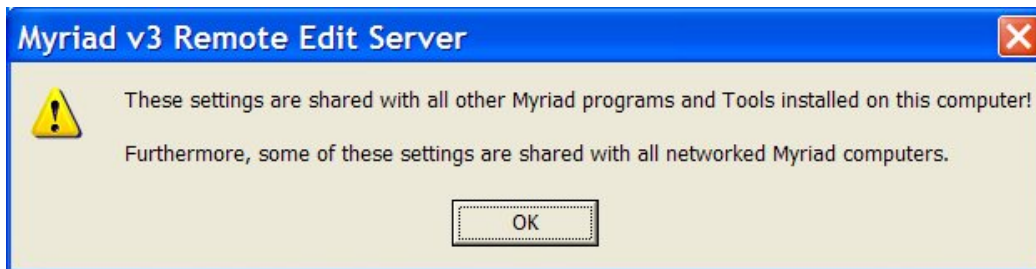 Myriad v3 Remote Edit Server
These settings are shared with all other Myriad programs and Tools installed on this computer!
Furthermore, some of these settings are shared with all networked Myriad computers.
OK